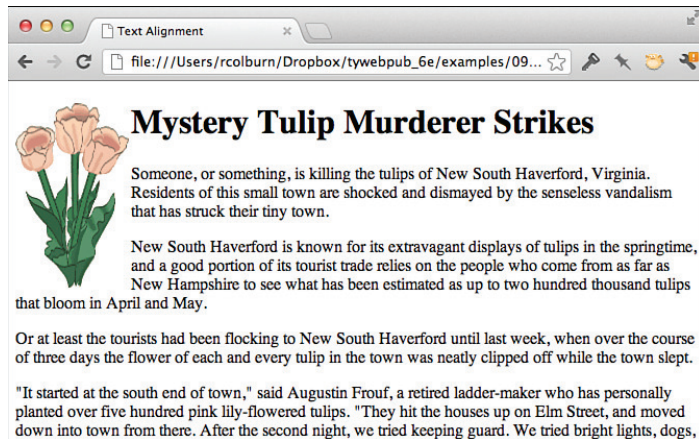 Text Alignment
file:///Users/rcolburn/Dropbox/tywebpub_6e/examples/09...
Mystery Tulip Murderer Strikes
Someone, or something, is killing the tulips of New South Haverford, Virginia.
Residents of this small town are shocked and dismayed by the senseless vandalism
that has struck their tiny town.
New South Haverford is known for its extravagant displays of tulips in the springtime,
and a good portion of its tourist trade relies on the people who come from as far as
New Hampshire to see what has been estimated as up to two hundred thousand tulips
that bloom in April and May.
Or at least the tourists had been flocking to New South Haverford until last week, when over the course
of three days the flower of each and every tulip in the town was neatly clipped off while the town slept.
"It started at the south end of town," said Augustin Frouf, a retired ladder-maker who has personally
planted over five hundred pink lily-flowered tulips. "They hit the houses up on Elm Street, and moved
down into town from there. After the second night, we tried keeping guard. We tried bright lights, dogs,